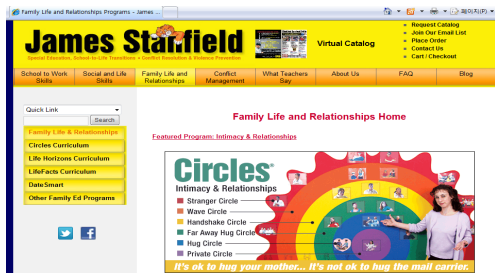 Family Life and Relationships Programs - James ...
페이지(P)
James Stanfield
Special Education, School-to-Life Transitions • Conflict Resolution & Violence Prevention
Virtual Catalog
» Request Catalog
» Join Our Email List
» Place Order
» Contact Us
» Cart / Checkout
School to Work Skills
Social and Life Skills
Family Life and Relationships
Conflict Management
What Teachers Say
About Us
FAQ
Blog
Quick Link
Search
Family Life & Relationships
Circles Curriculum
Life Horizons Curriculum
LifeFacts Curriculum
DateSmart
Other Family Ed Programs
Family Life and Relationships Home
Featured Program: Intimacy & Relationships
Circles®
Intimacy & Relationships
Stranger Circle
Wave Circle
Handshake Circle
Far Away Hug Circle
Hug Circle
Private Circle
It's ok to hug your mother... It's not ok to hug the mail carrier.